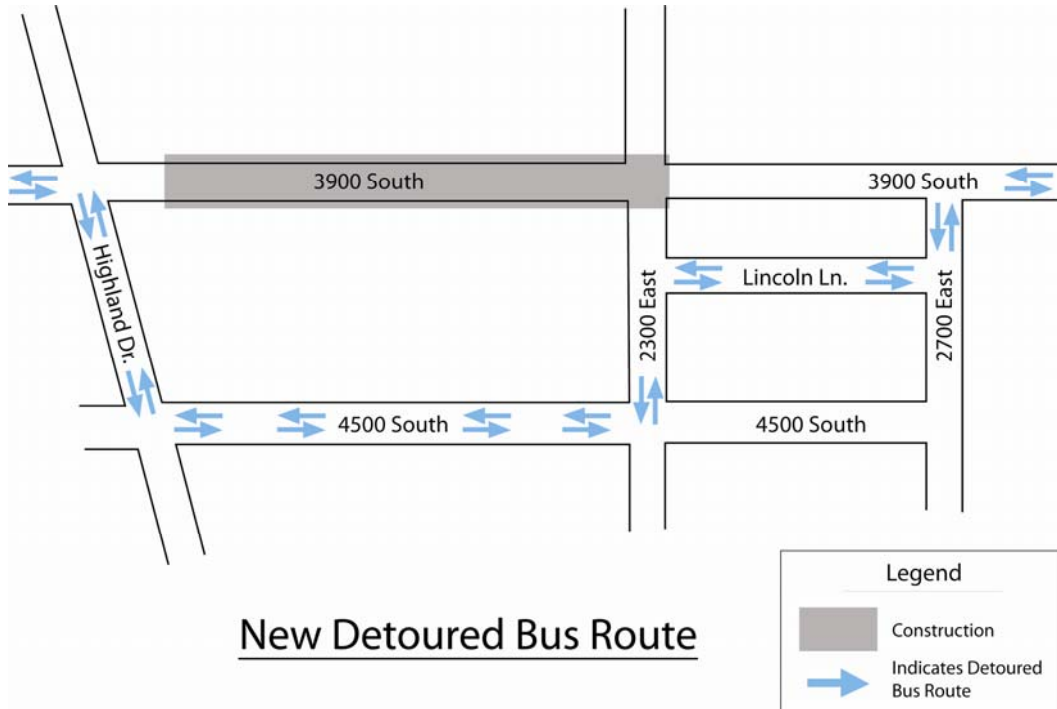 3900 South
3900 South
Highland Dr.
2300 East
Lincoln Ln.
2700 East
4500 South
4500 South
New Detoured Bus Route
Legend
Construction
Indicates Detoured
Bus Route